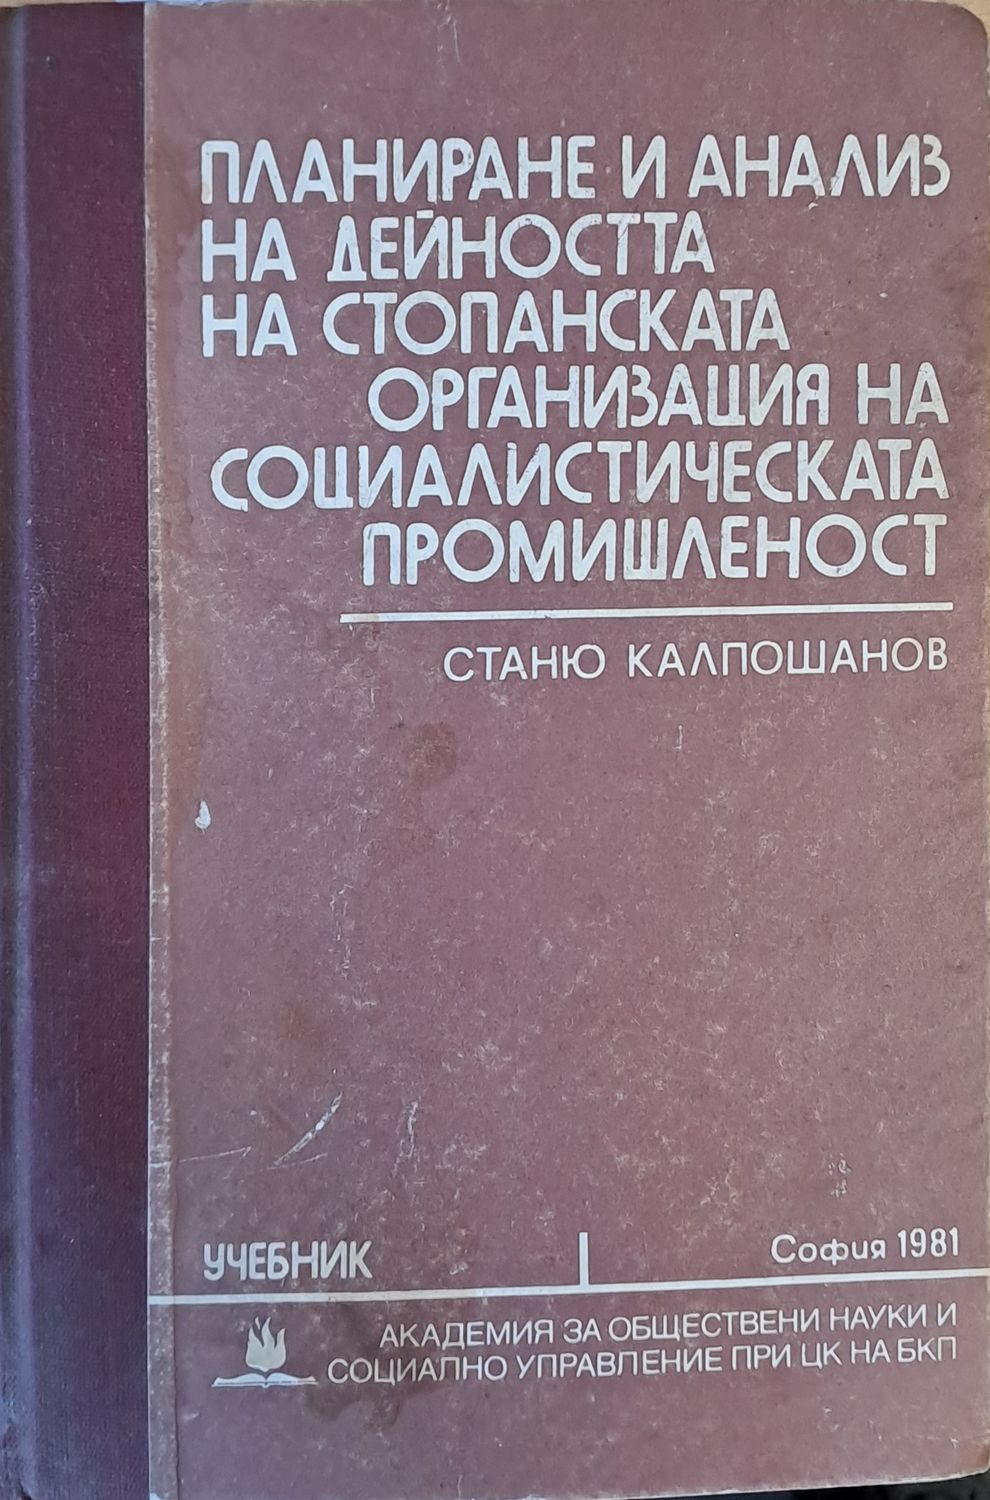 ПЛАНИРАНЕ И АНАЛИЗ
НА ДЕЙНОСТТА
НА СТОПАНСКАТА
ОРГАНИЗАЦИЯ НА
СОЦИАЛИСТИЧЕСКАТА
ПРОМИШЛЕНОСТ
СТАНЮ КАЛПОШАНОВ
УЧЕБНИК
София 1981
АКАДЕМИЯ ЗА ОБЩЕСТВЕНИ НАУКИ И
СОЦИАЛНО УПРАВЛЕНИЕ ПРИ ЦК НА БКП